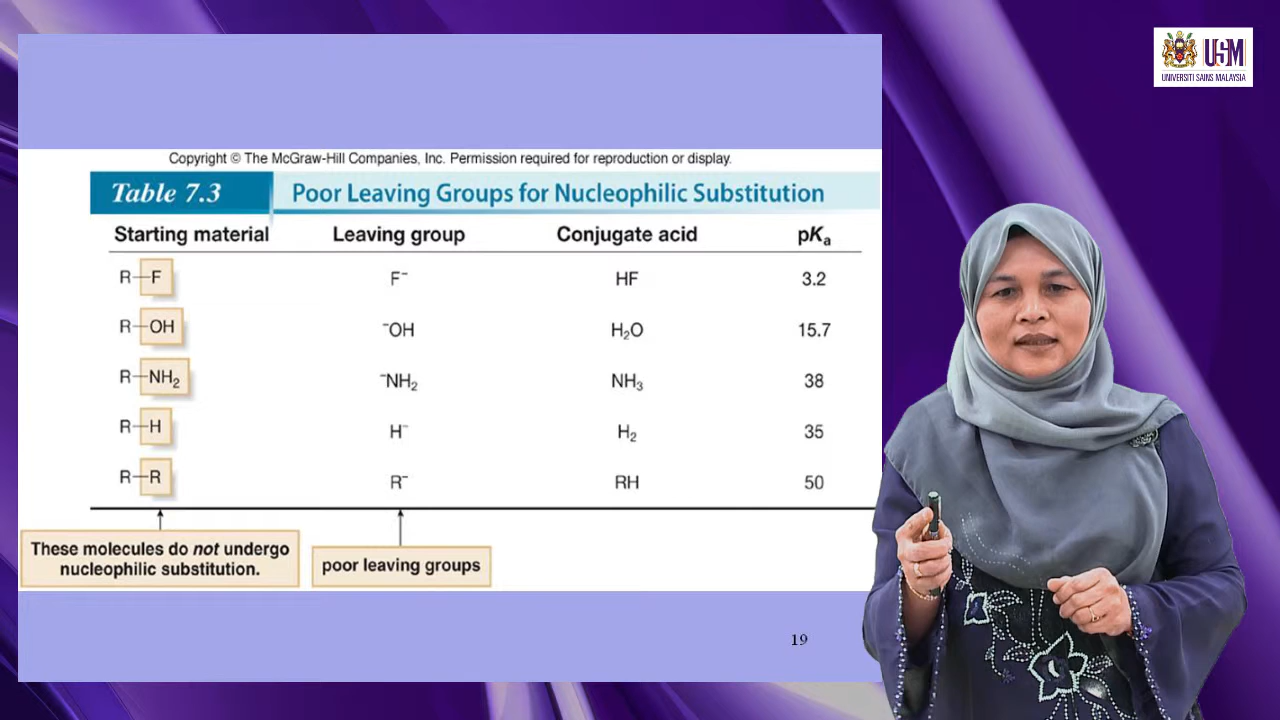 USM
UNIVERSITI SAINS MALAYSIA
Copyright © The McGraw-Hill Companies, Inc. Permission required for reproduction or display.
Table 7.3 Poor Leaving Groups for Nucleophilic Substitution
Starting material Leaving group Conjugate acid pKₐ
R–F F⁻ HF 3.2
R–OH ⁻OH H₂O 15.7
R–NH₂ ⁻NH₂ NH₃ 38
R–H H⁻ H₂ 35
R–R R⁻ RH 50
These molecules do not undergo
nucleophilic substitution.
poor leaving groups
19